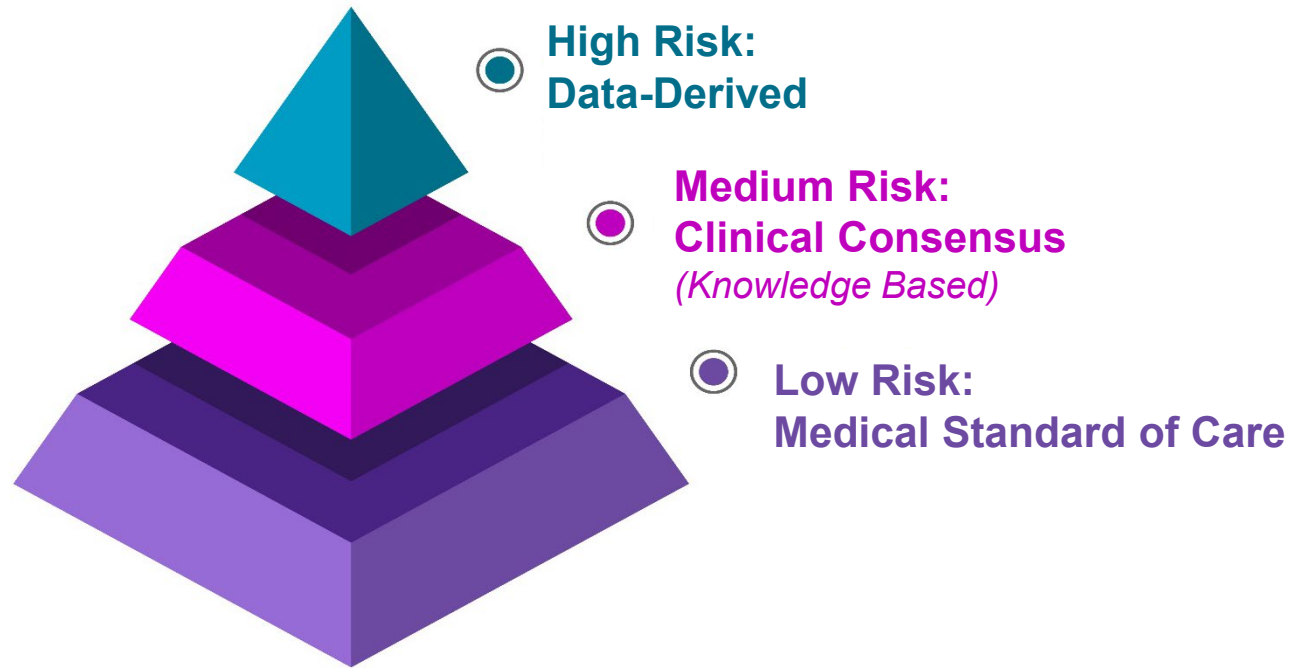 High Risk:
Data-Derived
Medium Risk:
Clinical Consensus
(Knowledge Based)
Low Risk:
Medical Standard of Care